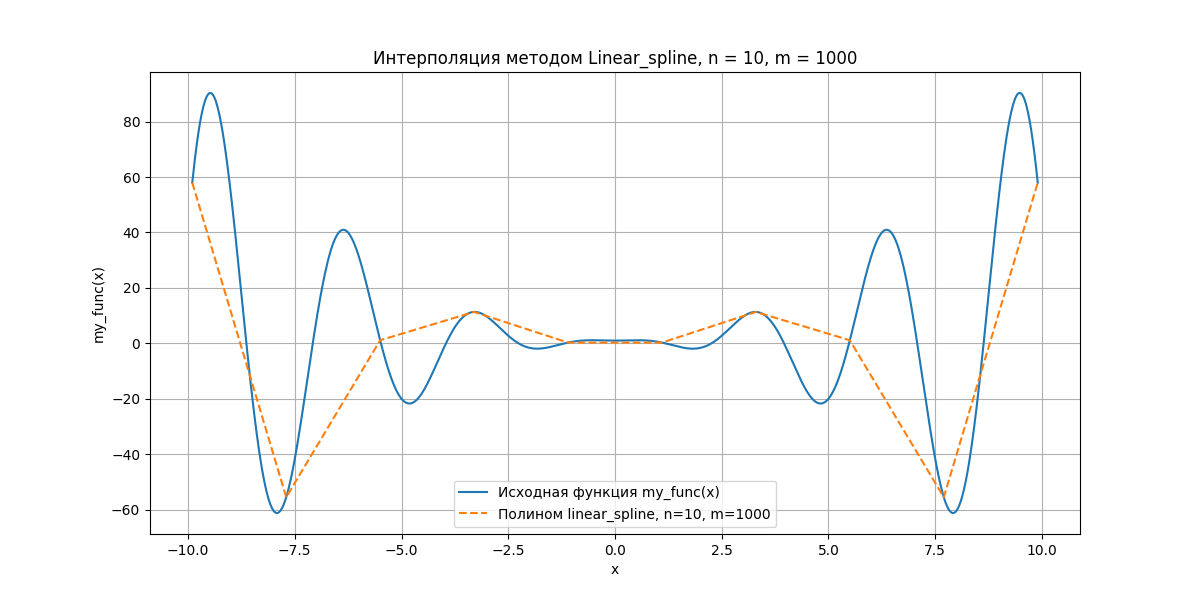 Интерполяция методом Linear_spline, n = 10, m = 1000
my_func(x)
80
60
40
20
0
−20
−40
−60
Исходная функция my_func(x)
Полином linear_spline, n=10, m=1000
−10.0 −7.5 −5.0 −2.5 0.0 2.5 5.0 7.5 10.0
x